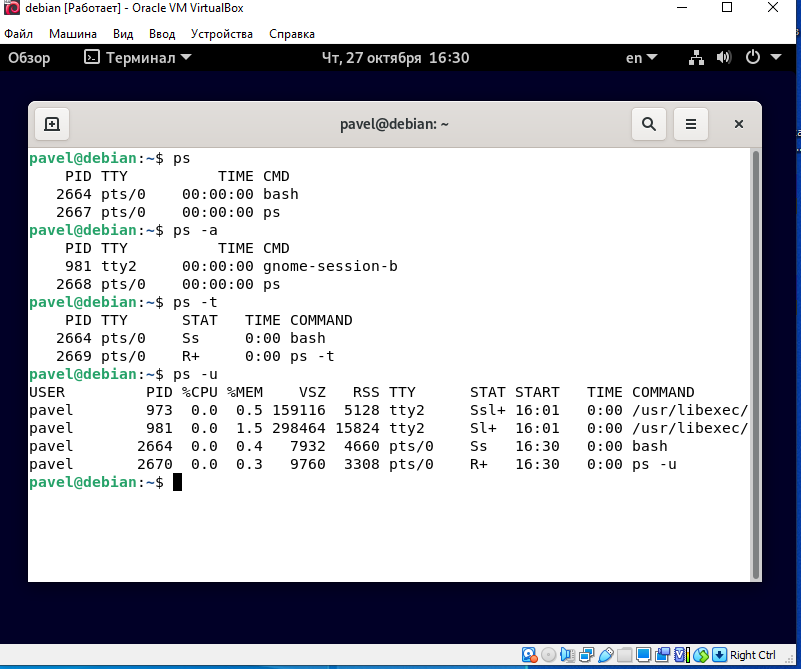 debian [Работает] - Oracle VM VirtualBox
Файл Машина Вид Ввод Устройства Справка
Обзор Терминал Чт, 27 октября 16:30 en
pavel@debian: ~
pavel@debian:~$ ps
PID TTY TIME CMD
2664 pts/0 00:00:00 bash
2667 pts/0 00:00:00 ps
pavel@debian:~$ ps -a
PID TTY TIME CMD
981 tty2 00:00:00 gnome-session-b
2668 pts/0 00:00:00 ps
pavel@debian:~$ ps -t
PID TTY STAT TIME COMMAND
2664 pts/0 Ss 0:00 bash
2669 pts/0 R+ 0:00 ps -t
pavel@debian:~$ ps -u
USER PID %CPU %MEM VSZ RSS TTY STAT START TIME COMMAND
pavel 973 0.0 0.5 159116 5128 tty2 Ssl+ 16:01 0:00 /usr/libexec/
pavel 981 0.0 1.5 298464 15824 tty2 Sl+ 16:01 0:00 /usr/libexec/
pavel 2664 0.0 0.4 7932 4660 pts/0 Ss 16:30 0:00 bash
pavel 2670 0.0 0.3 9760 3308 pts/0 R+ 16:30 0:00 ps -u
pavel@debian:~$
Right Ctrl